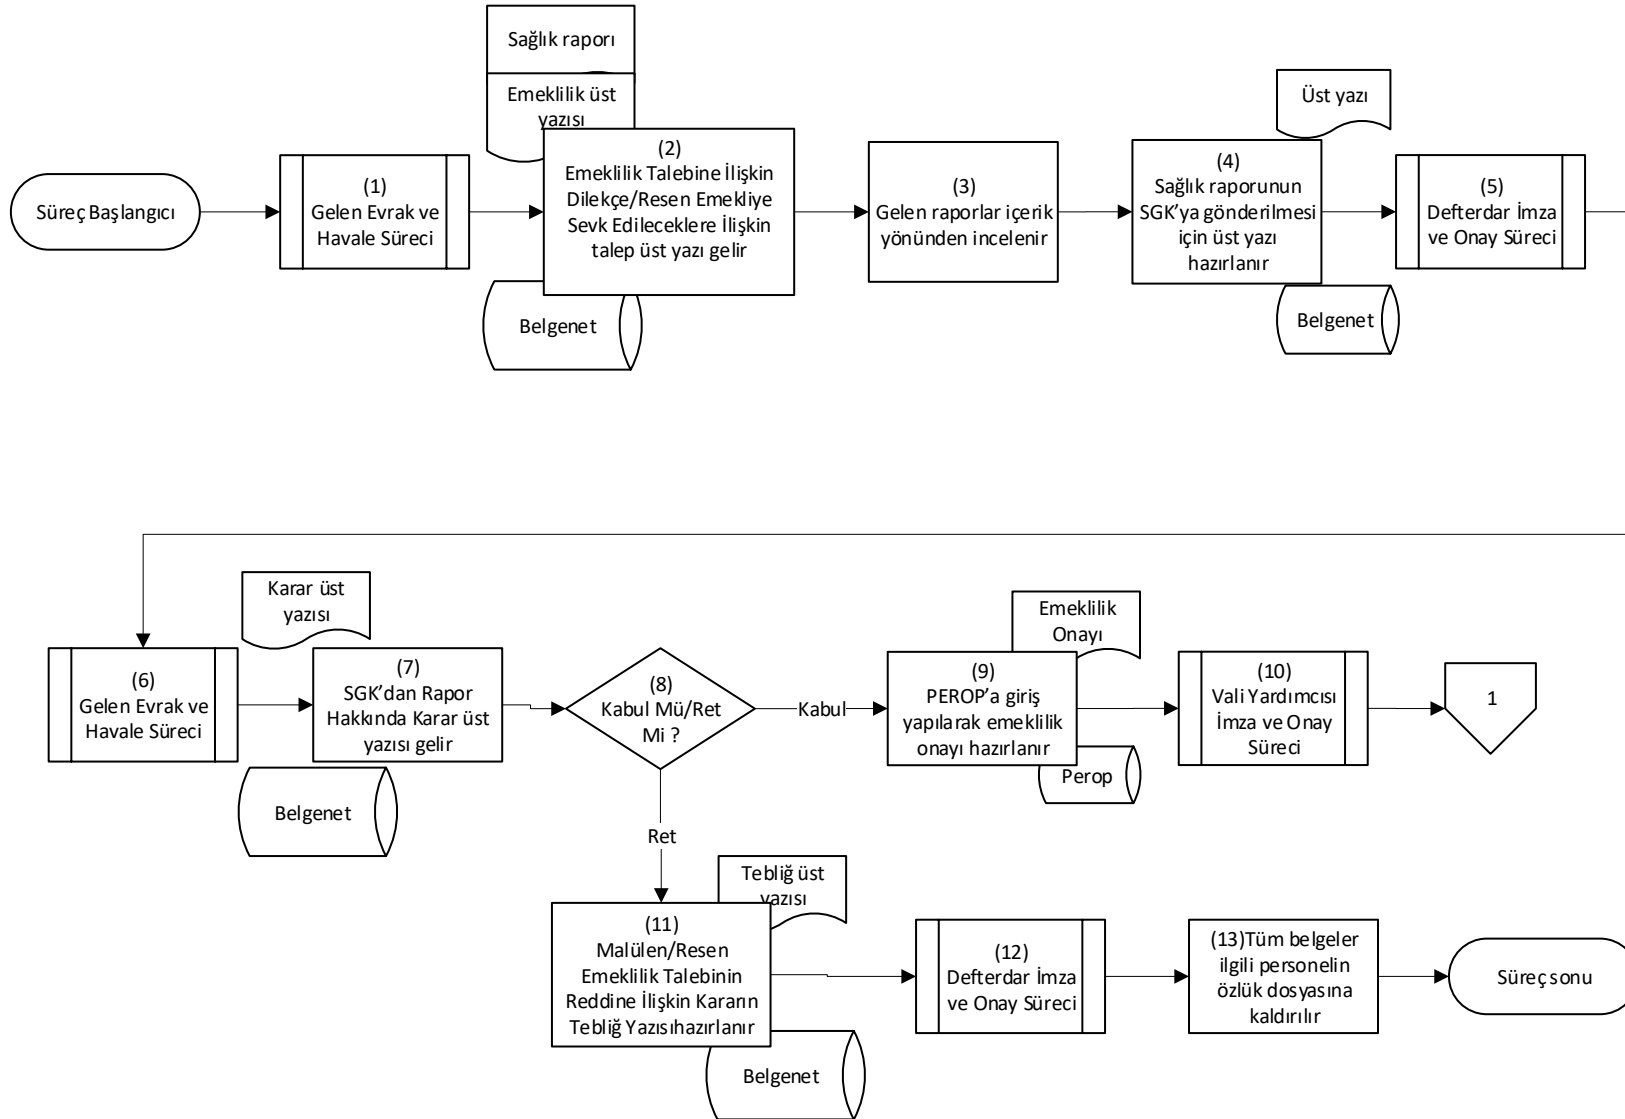 Sağlık raporı
Emeklilik üst
yazısı
Üst yazı
Süreç Başlangıcı
(1)
Gelen Evrak ve
Havale Süreci
(2)
Emeklilik Talebine İlişkin
Dilekçe/Resen Emekliye
Sevk Edileceklere İlişkin
talep üst yazı gelir
(3)
Gelen raporlar içerik
yönünden incelenir
(4)
Sağlık raporunun
SGK’ya gönderilmesi
için üst yazı
hazırlanır
(5)
Defterdar İmza
ve Onay Süreci
Belgenet
Belgenet
Karar üst
yazısı
Emeklilik
Onayı
(6)
Gelen Evrak ve
Havale Süreci
(7)
SGK’dan Rapor
Hakkında Karar üst
yazısı gelir
(8)
Kabul Mü/Ret
Mi ?
Kabul
(9)
PEROP’a giriş
yapılarak emeklilik
onayı hazırlanır
(10)
Vali Yardımcısı
İmza ve Onay
Süreci
1
Belgenet
Perop
Ret
Tebliğ üst
yazısı
(11)
Malülen/Resen
Emeklilik Talebinin
Reddine İlişkin Kararın
Tebliğ Yazısıhazırlanır
(12)
Defterdar İmza
ve Onay Süreci
(13)Tüm belgeler
ilgili personelin
özlük dosyasına
kaldırılır
Süreç sonu
Belgenet